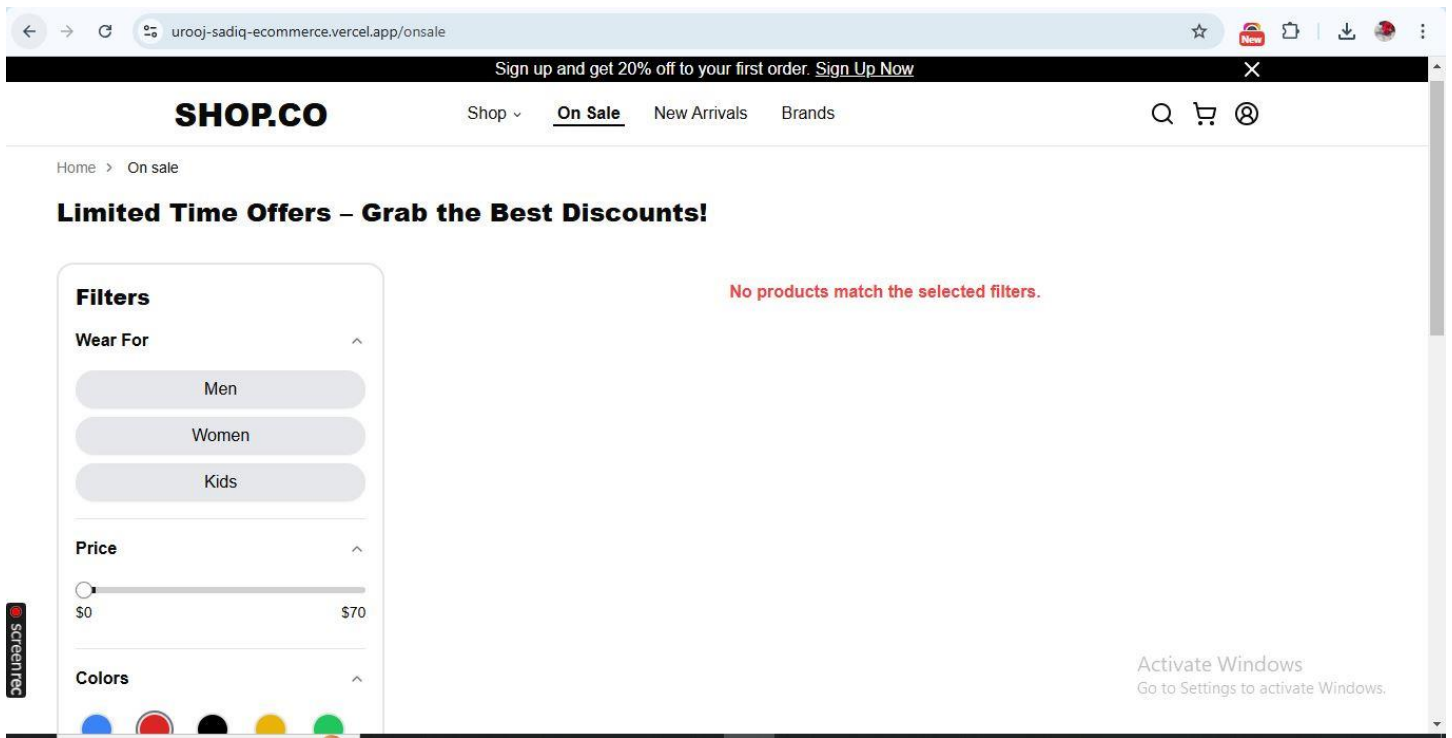 urooj-sadiq-ecommerce.vercel.app/onsale
New
Sign up and get 20% off to your first order. Sign Up Now
SHOP.CO
Shop
On Sale
New Arrivals
Brands
Home > On sale
Limited Time Offers – Grab the Best Discounts!
Filters
No products match the selected filters.
Wear For
Men
Women
Kids
Price
$0
$70
screenrec
Colors
Activate Windows
Go to Settings to activate Windows.